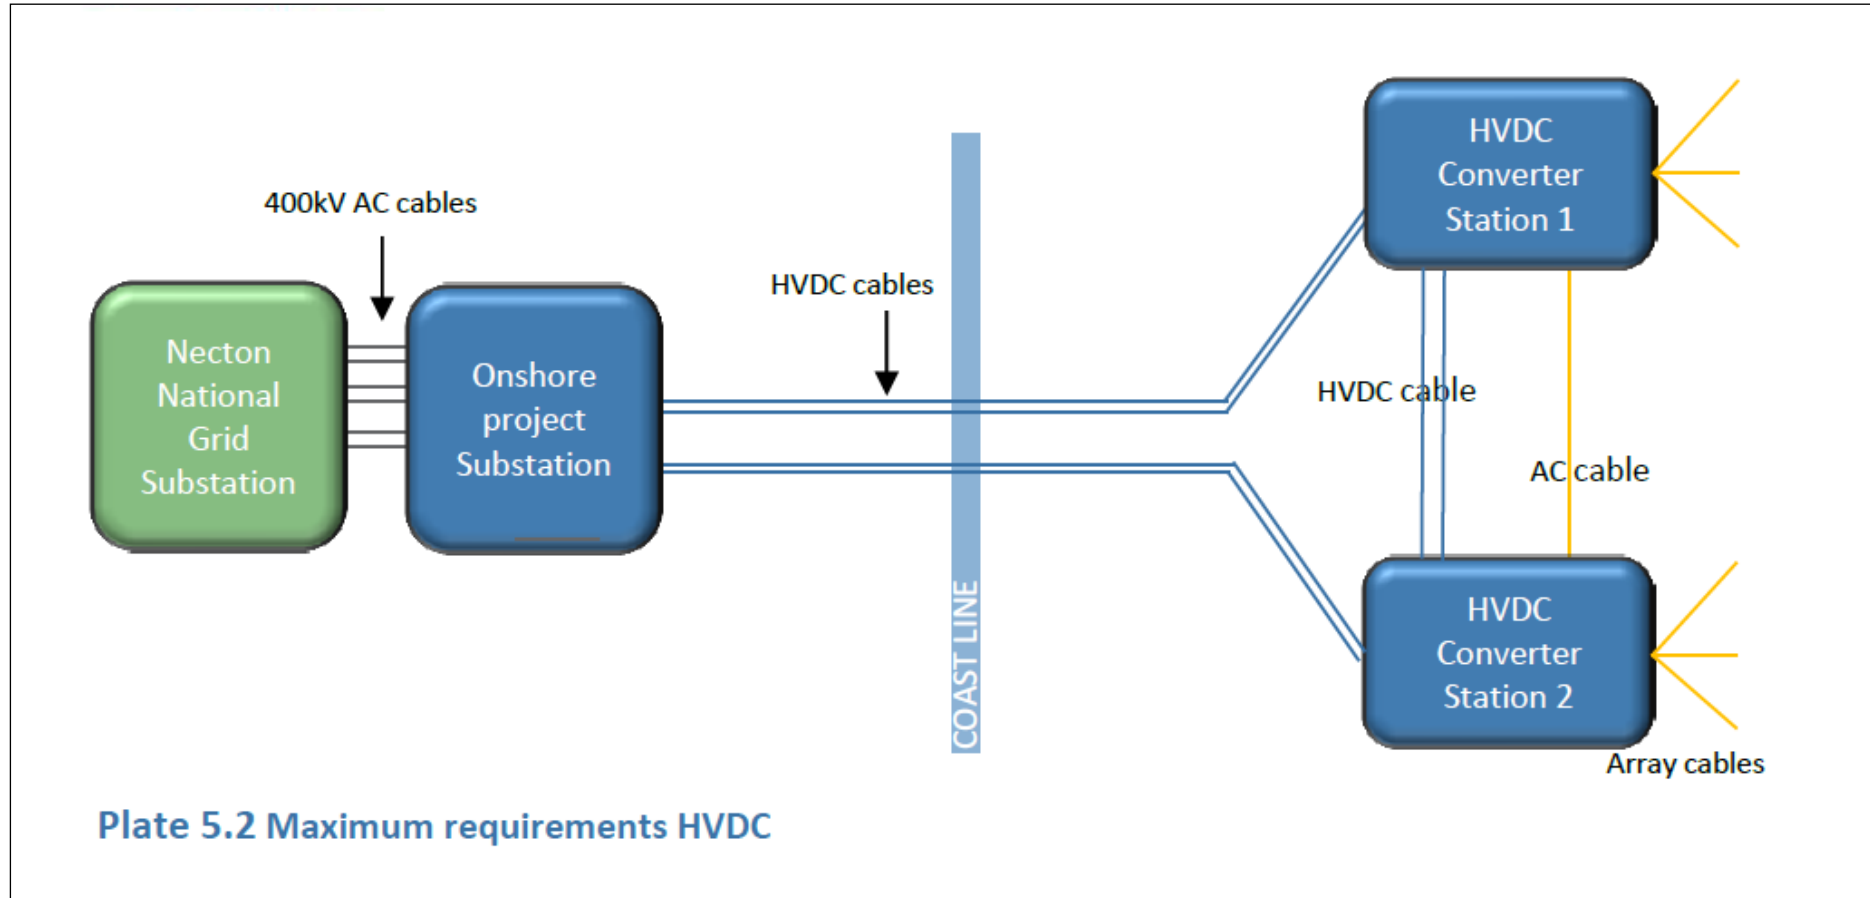 400kV AC cables
Necton
National
Grid
Substation
Onshore
project
Substation
HVDC cables
COAST LINE
HVDC
Converter
Station 1
HVDC cable
AC cable
HVDC
Converter
Station 2
Array cables
Plate 5.2 Maximum requirements HVDC